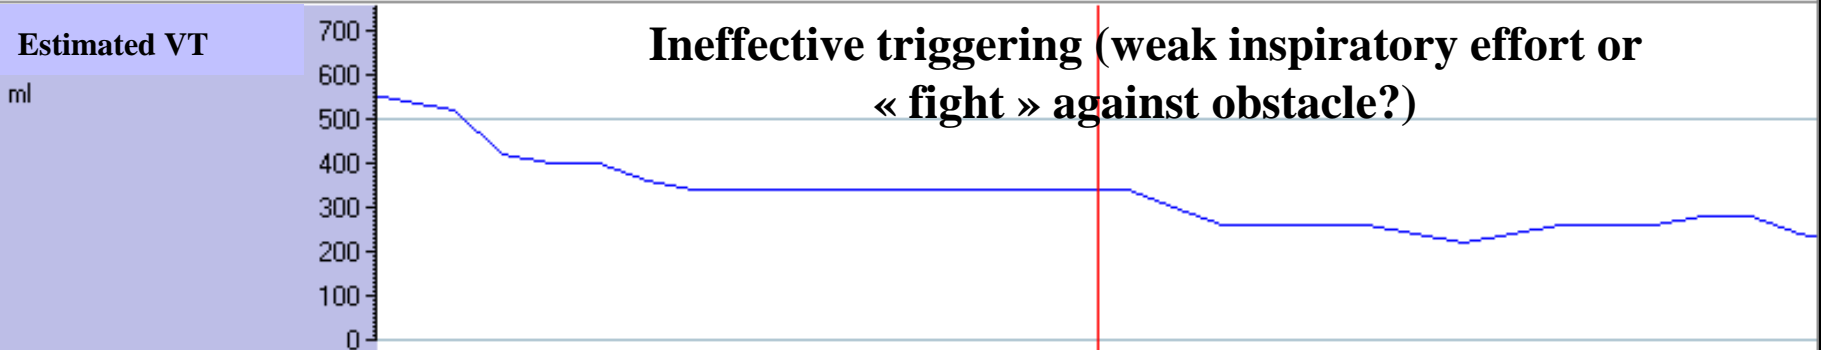 Estimated VT
ml
700
600
500
400
300
200
100
0
Ineffective triggering (weak inspiratory effort or
« fight » against obstacle?)